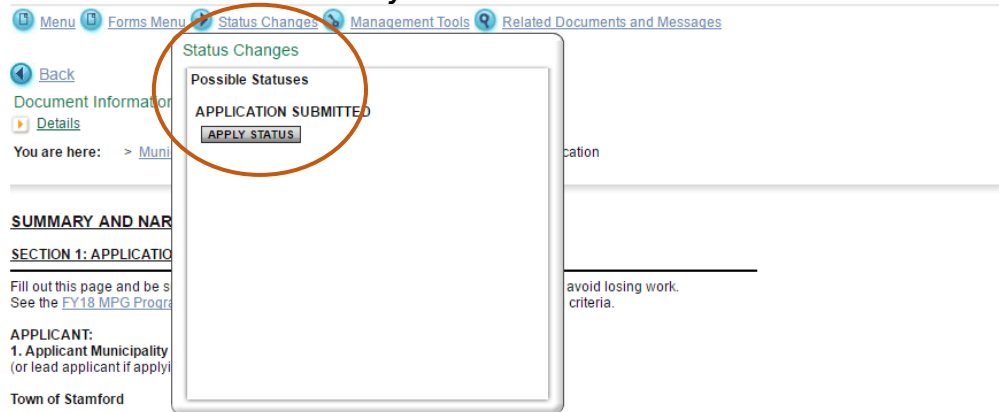 Menu Forms Menu Status Changes Management Tools Related Documents and Messages
Status Changes
Possible Statuses
APPLICATION SUBMITTED
APPLY STATUS
Back
Document Information
Details
You are here: > Muni
SUMMARY AND NAR
SECTION 1: APPLICATIO
Fill out this page and be s avoid losing work.
See the FY18 MPG Progra criteria.
APPLICANT:
1. Applicant Municipality
(or lead applicant if applyi
Town of Stamford